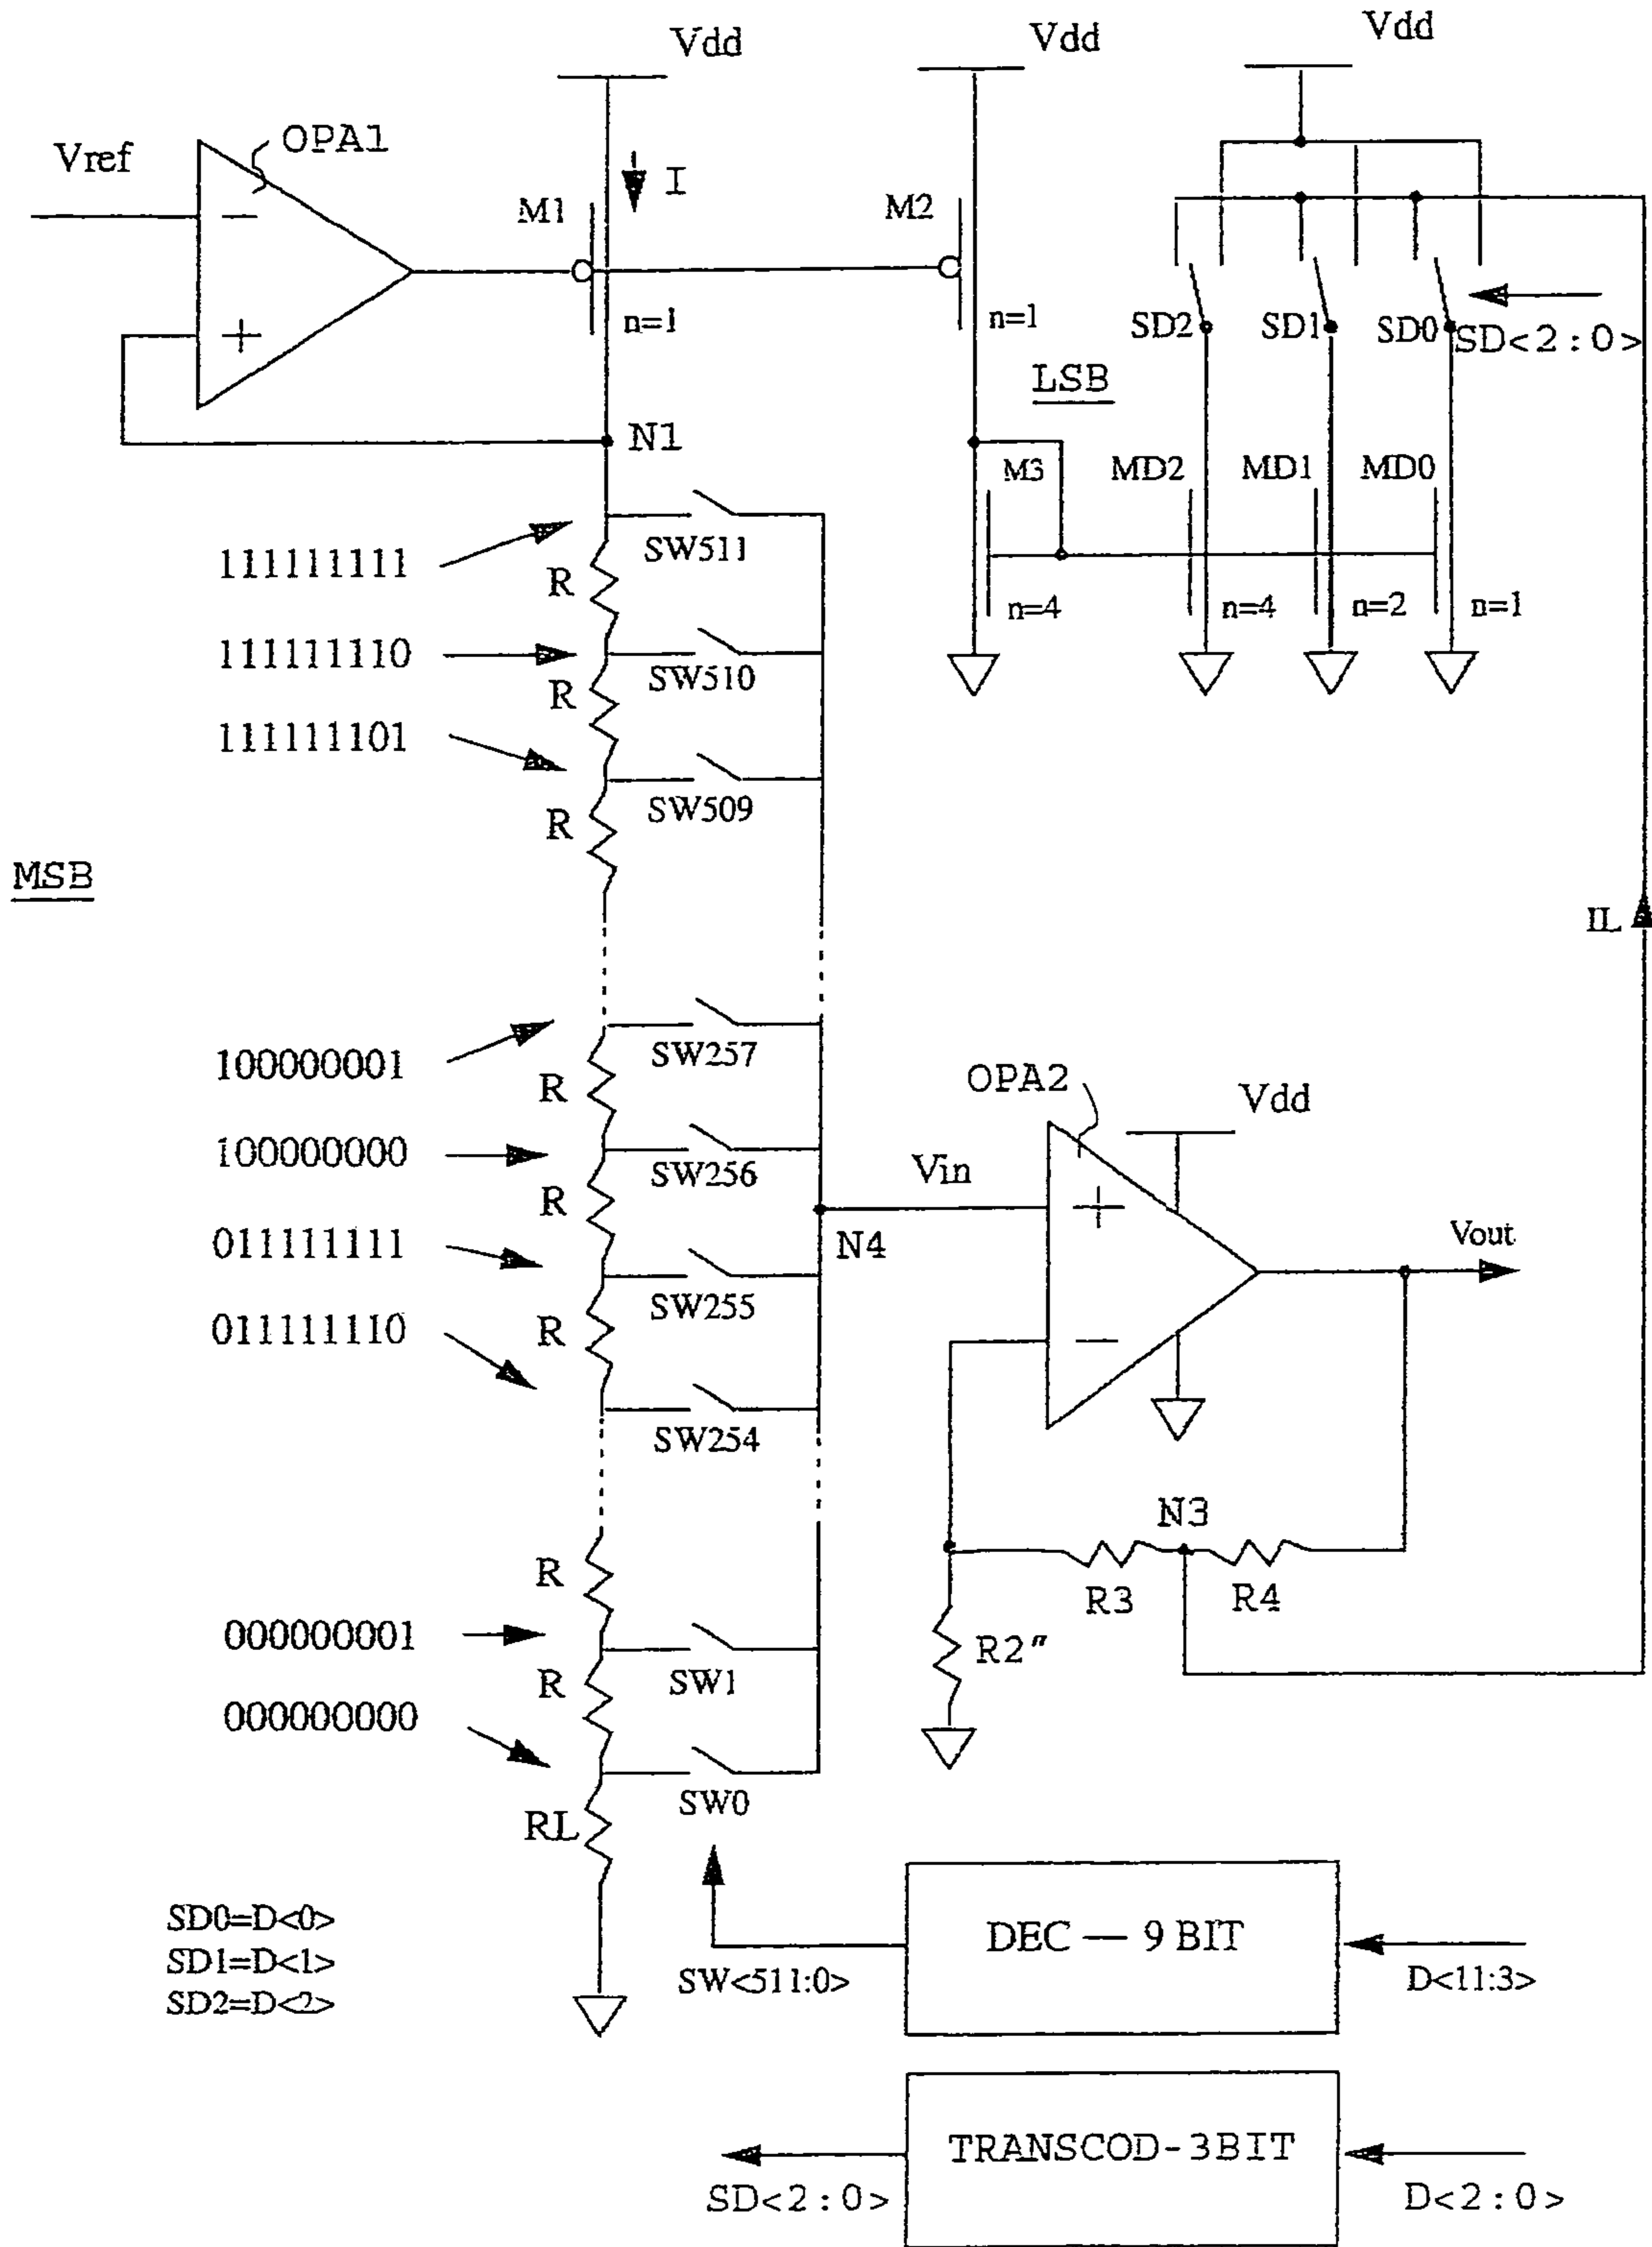 Vdd
Vdd
Vdd
Vref
OPA1
−
+
I
M1
n=1
M2
n=1
SD2
SD1
SD0
SD<2:0>
LSB
N1
M3
n=4
MD2
n=4
MD1
n=2
MD0
n=1
111111111
SW511
R
111111110
SW510
R
111111101
SW509
R
MSB
IL
100000001
SW257
R
100000000
SW256
R
011111111
SW255
R
011111110
SW254
OPA2
Vdd
Vin
N4
+
−
Vout
N3
R3
R4
R2"
R
000000001
SW1
R
000000000
SW0
RL
SD0=D<0>
SD1=D<1>
SD2=D<2>
SW<511:0>
DEC — 9 BIT
D<11:3>
SD<2:0>
TRANSCOD-3BIT
D<2:0>